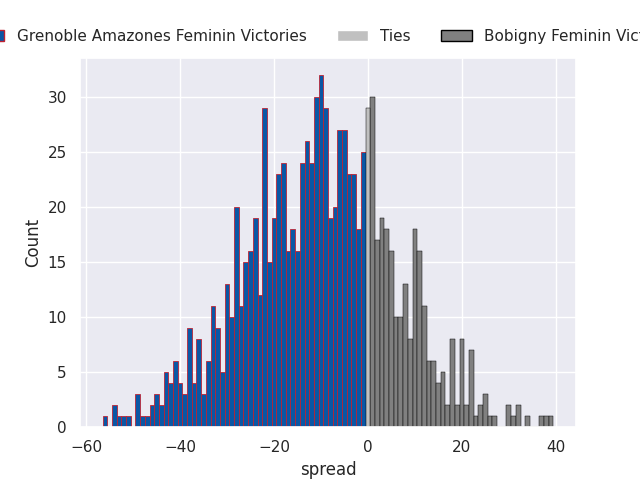 Grenoble Amazones Feminin Victories Ties Bobigny Feminin Vict
30
25
20
15
10
5
0
Count
−60 −40 −20 0 20 40
spread